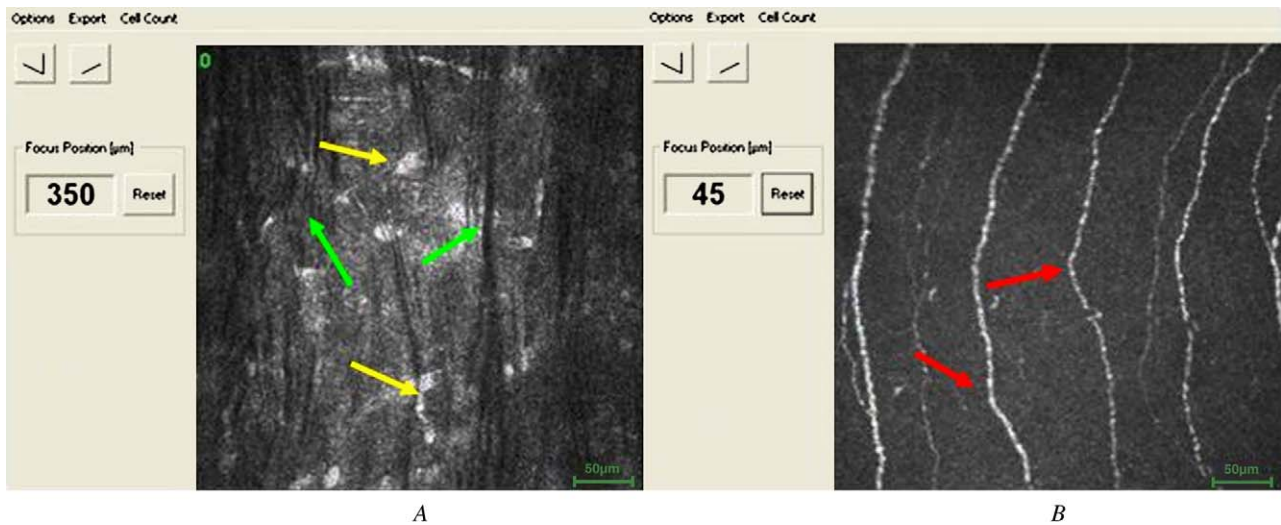 Options Export Cell Count
0
Focus Position [µm]
350 Reset
50µm
A
Options Export Cell Count
Focus Position [µm]
45 Reset
50µm
B